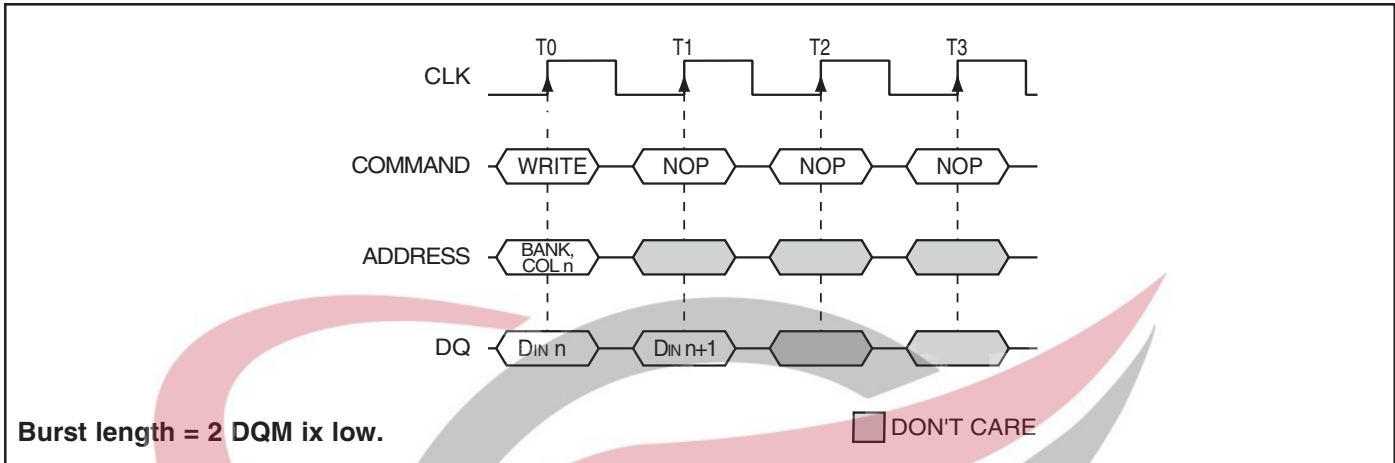 T0 T1 T2 T3
CLK
COMMAND WRITE NOP NOP NOP
ADDRESS BANK,
COL n
DQ DIN n DIN n+1
Burst length = 2 DQM ix low.
DON'T CARE